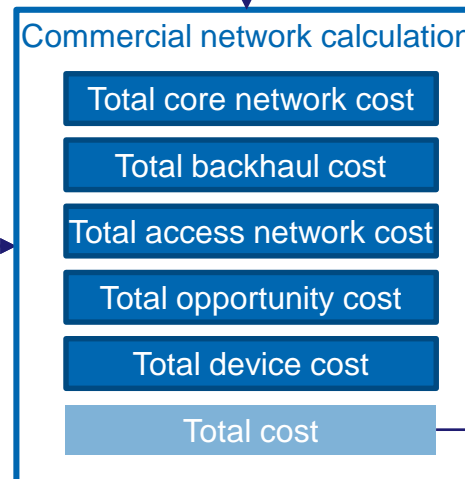 Commercial network calculation
Total core network cost
Total backhaul cost
Total access network cost
Total opportunity cost
Total device cost
Total cost